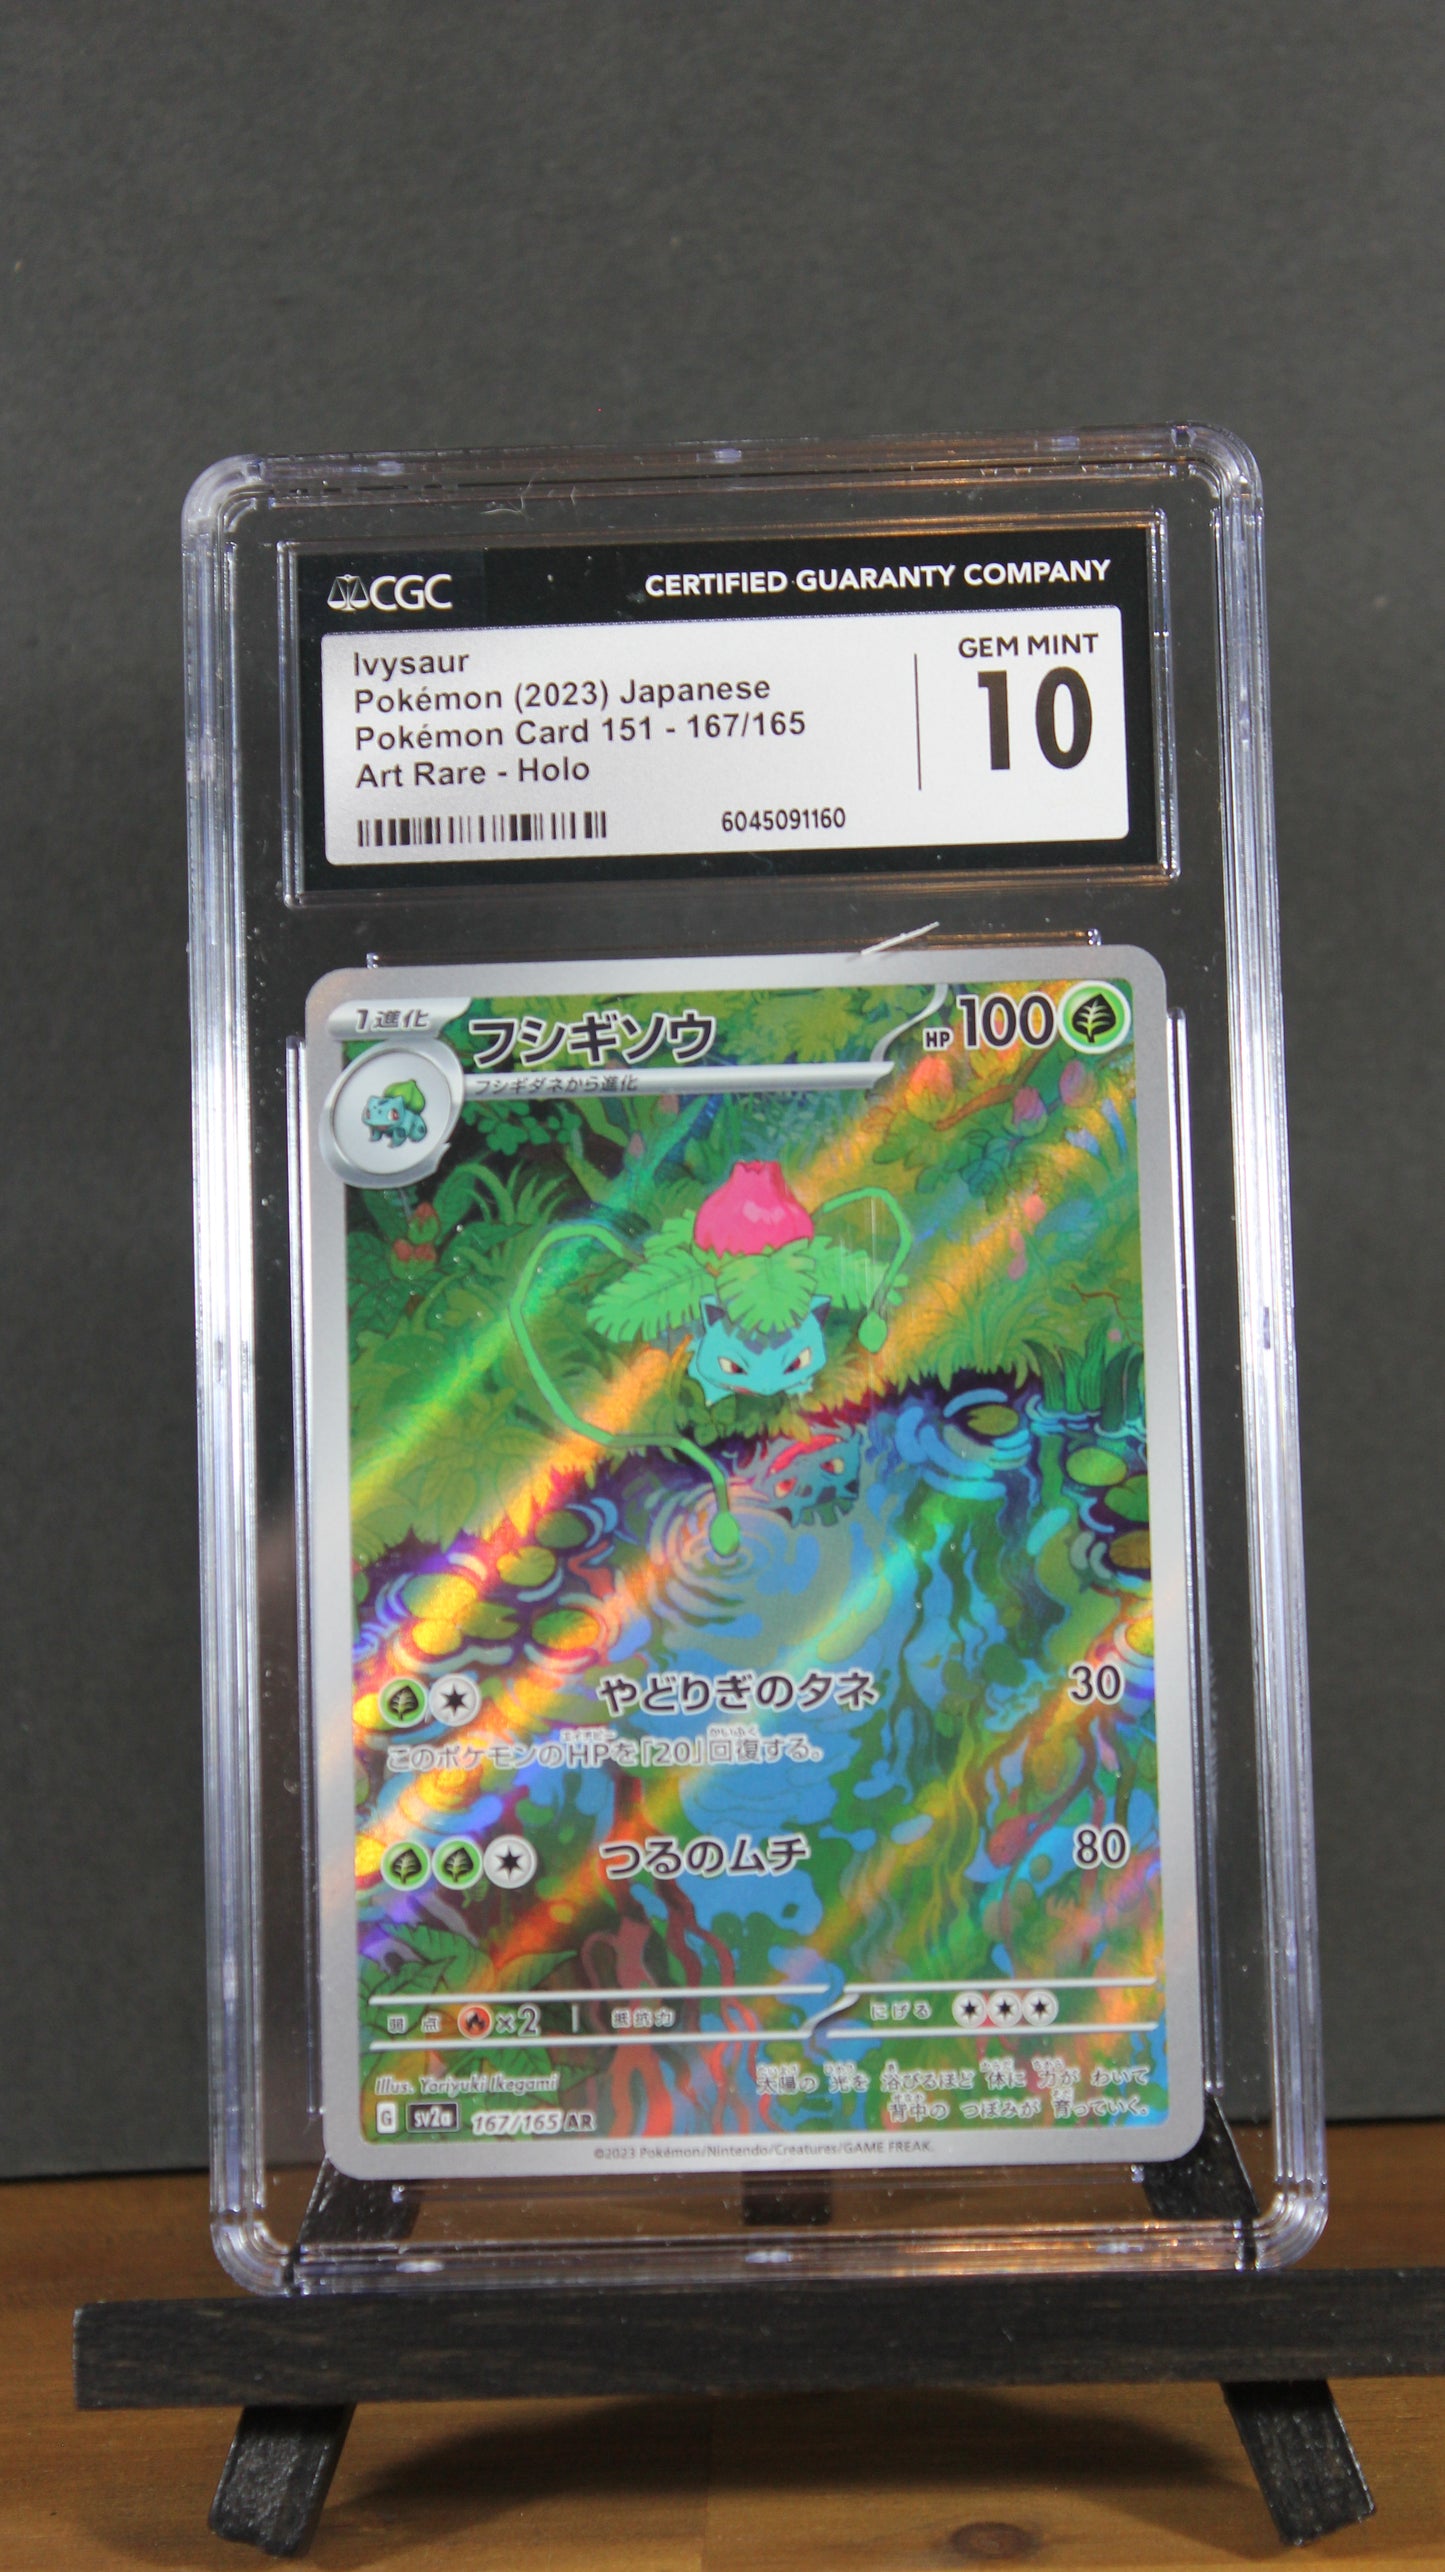 CGC CERTIFIED GUARANTY COMPANY
Ivysaur
Pokémon (2023) Japanese
Pokémon Card 151 - 167/165
Art Rare - Holo
GEM MINT
10
6045091160
1進化 フシギソウ HP 100
フシギダネから進化
やどりぎのタネ 30
このポケモンのHPを「20」回復する。
つるのムチ 80
弱点 ×2 抵抗力 にげる
Illus. Yoriyuki Ikegami
G sv2a 167/165 AR
太陽の 光を 浴びるほど 体に 力が わいて
背中の つぼみが 育っていく。
©2023 Pokémon/Nintendo/Creatures/GAME FREAK.